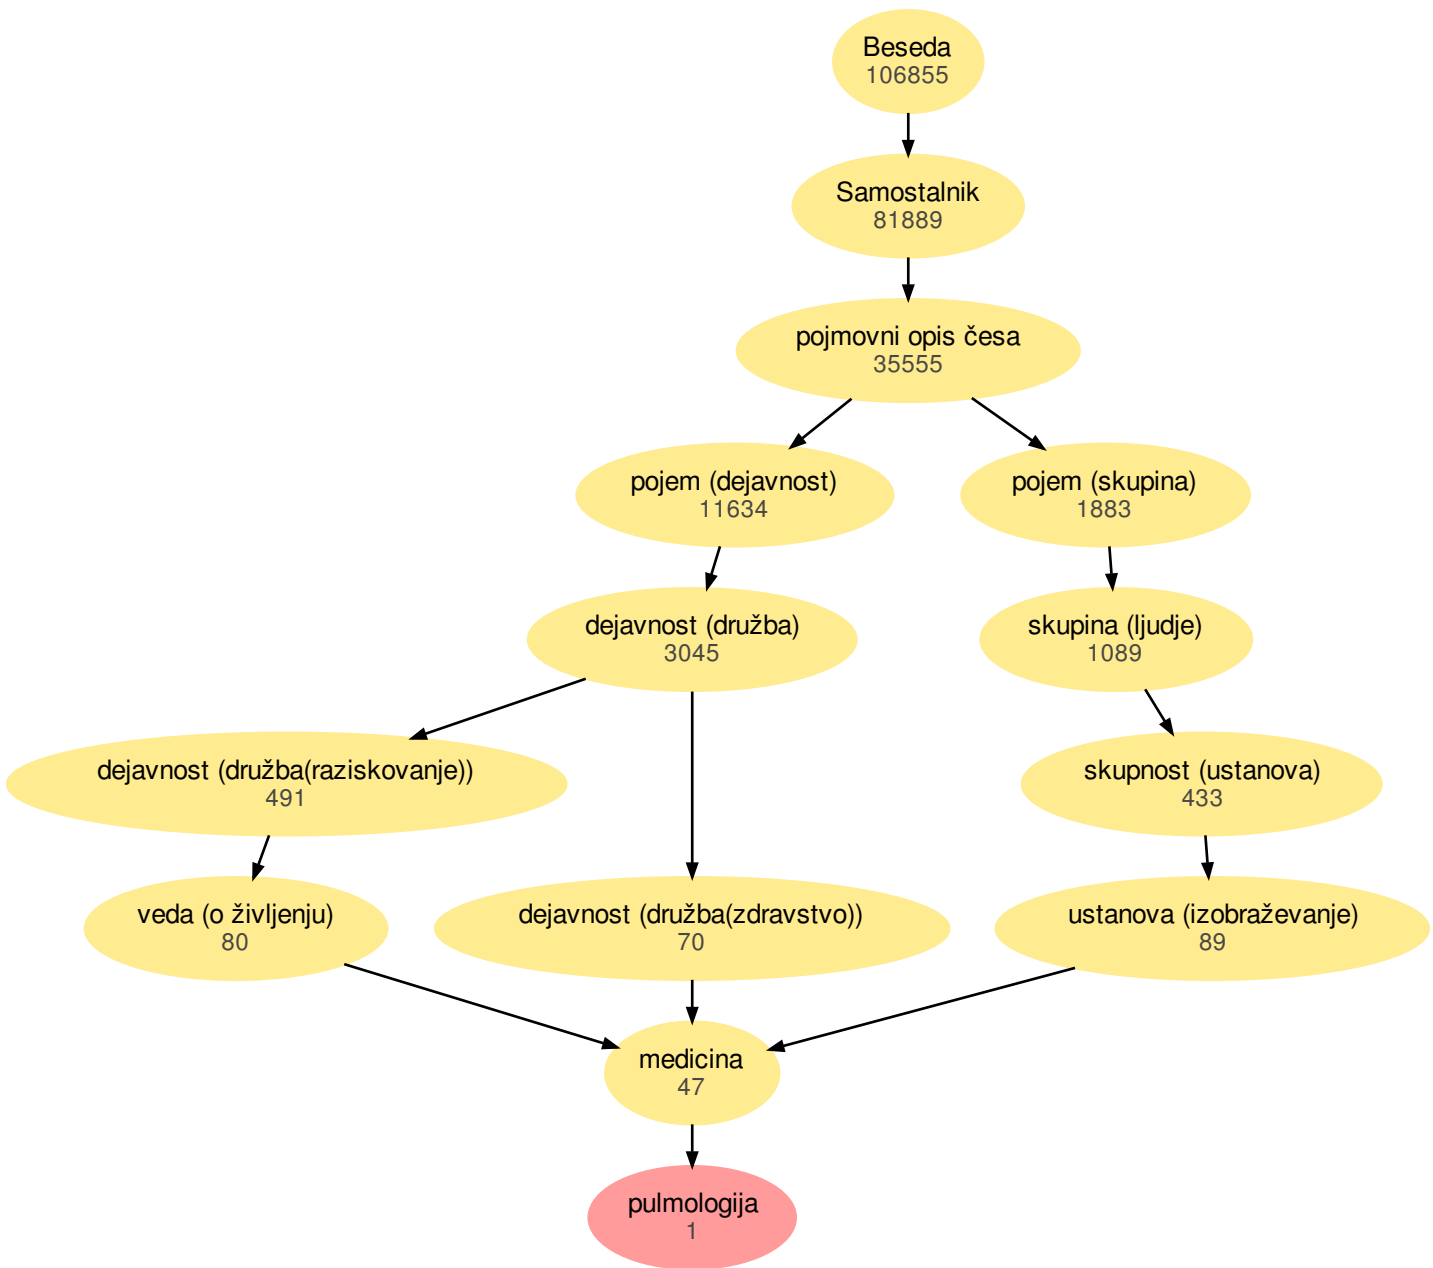 Beseda
106855
Samostalnik
81889
pojmovni opis česa
35555
pojem (dejavnost)
11634
pojem (skupina)
1883
dejavnost (družba)
3045
skupina (ljudje)
1089
dejavnost (družba(raziskovanje))
491
skupnost (ustanova)
433
veda (o življenju)
80
dejavnost (družba(zdravstvo))
70
ustanova (izobraževanje)
89
medicina
47
pulmologija
1